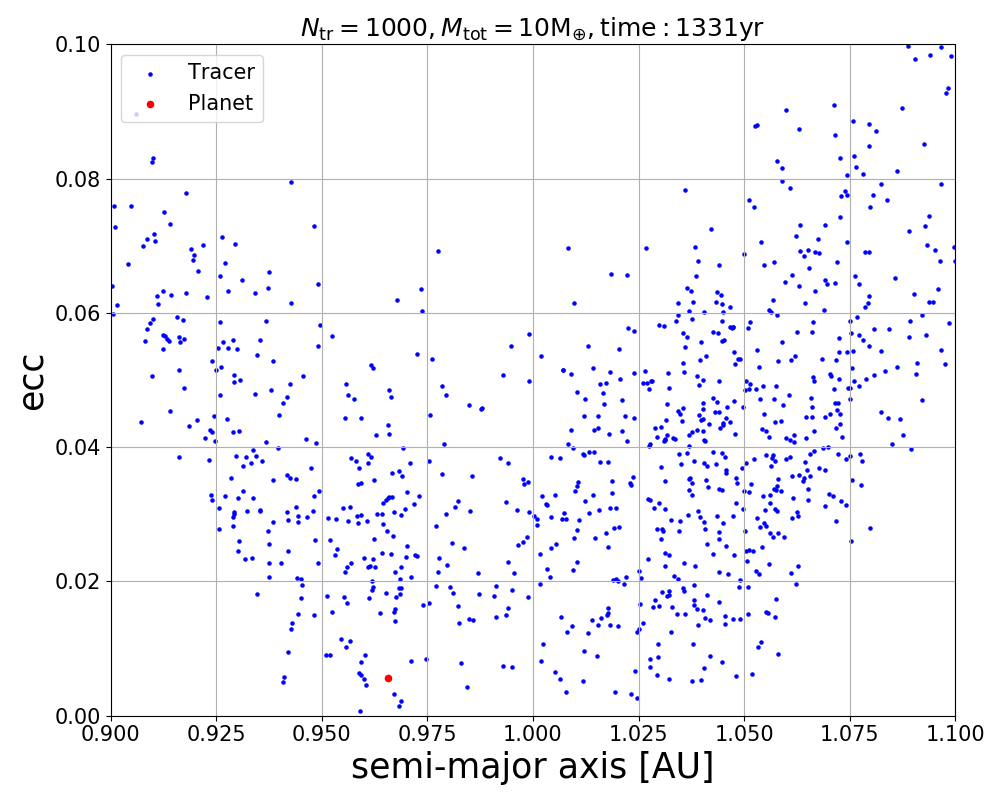 N_tr = 1000, M_tot = 10M_⊕, time : 1331yr
Tracer
Planet
ecc
0.10
0.08
0.06
0.04
0.02
0.00
0.900 0.925 0.950 0.975 1.000 1.025 1.050 1.075 1.100
semi-major axis [AU]